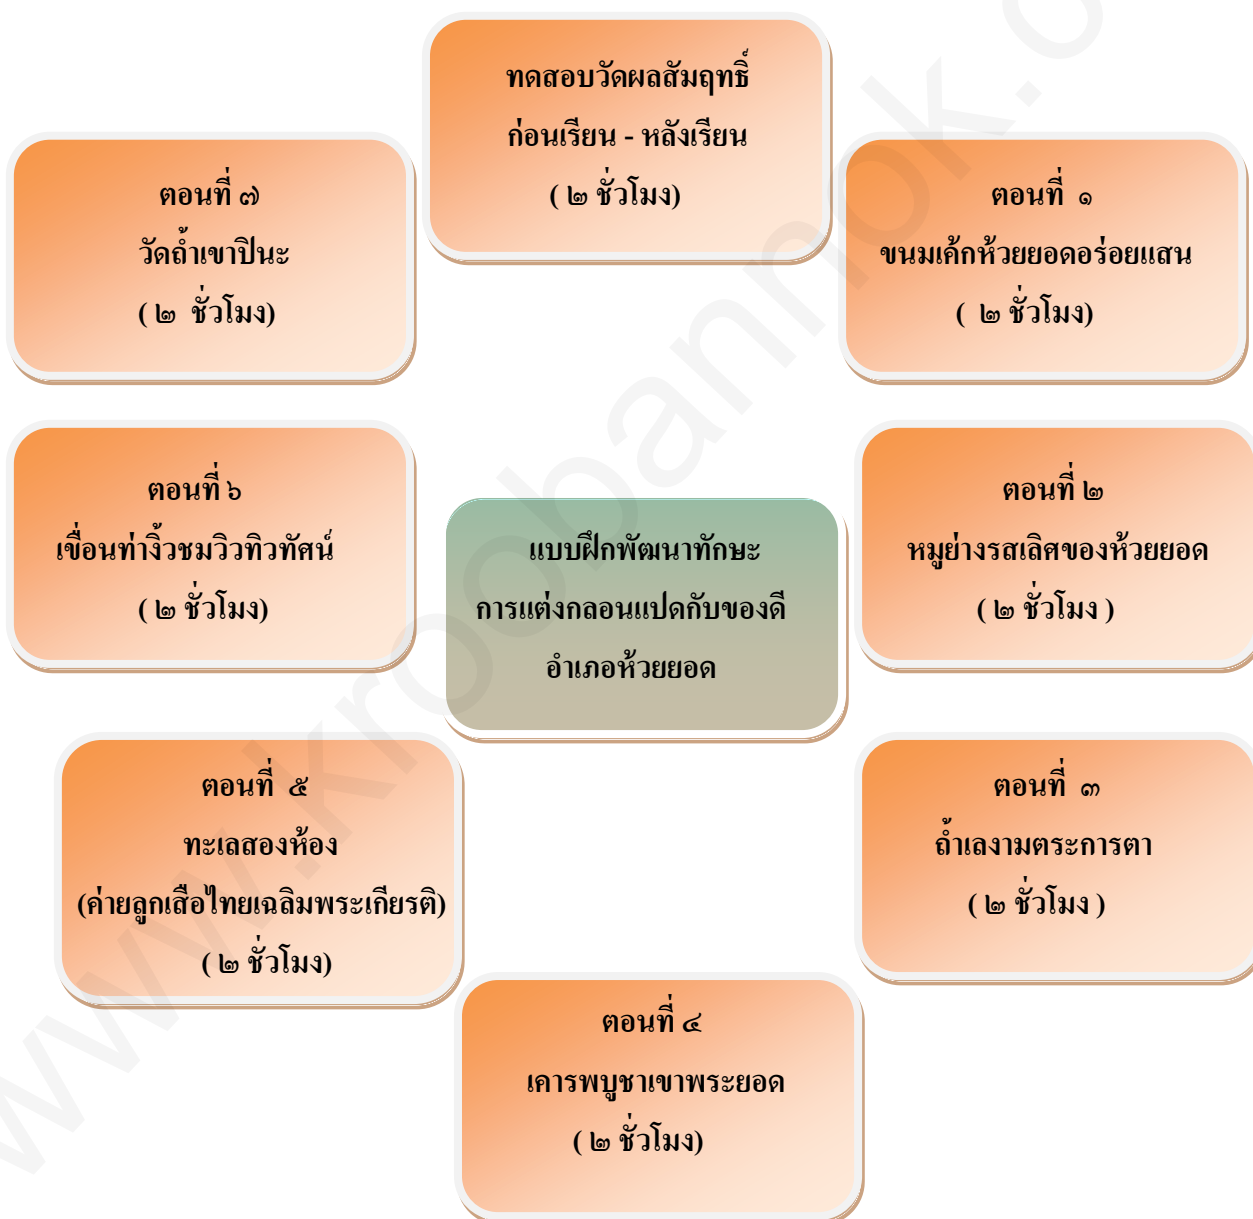 ทดสอบวัดผลสัมฤทธิ์
ก่อนเรียน - หลังเรียน
( ๒ ชั่วโมง)
ตอนที่ ๑
ขนมเค้กห้วยยอดอร่อยแสน
( ๒ ชั่วโมง)
ตอนที่ ๒
หมูย่างรสเลิศของห้วยยอด
( ๒ ชั่วโมง )
ตอนที่ ๓
ถ้ำเลงามตระการตา
( ๒ ชั่วโมง )
ตอนที่ ๔
เคารพบูชาเขาพระยอด
( ๒ ชั่วโมง)
ตอนที่ ๕
ทะเลสองห้อง
(ค่ายลูกเสือไทยเฉลิมพระเกียรติ)
( ๒ ชั่วโมง)
ตอนที่ ๖
เขื่อนท่างิ้วชมวิวทิวทัศน์
( ๒ ชั่วโมง)
ตอนที่ ๗
วัดถ้ำเขาปินะ
( ๒ ชั่วโมง)
แบบฝึกพัฒนาทักษะ
การแต่งกลอนแปดกับของดี
อำเภอห้วยยอด
www.kroobannok.c